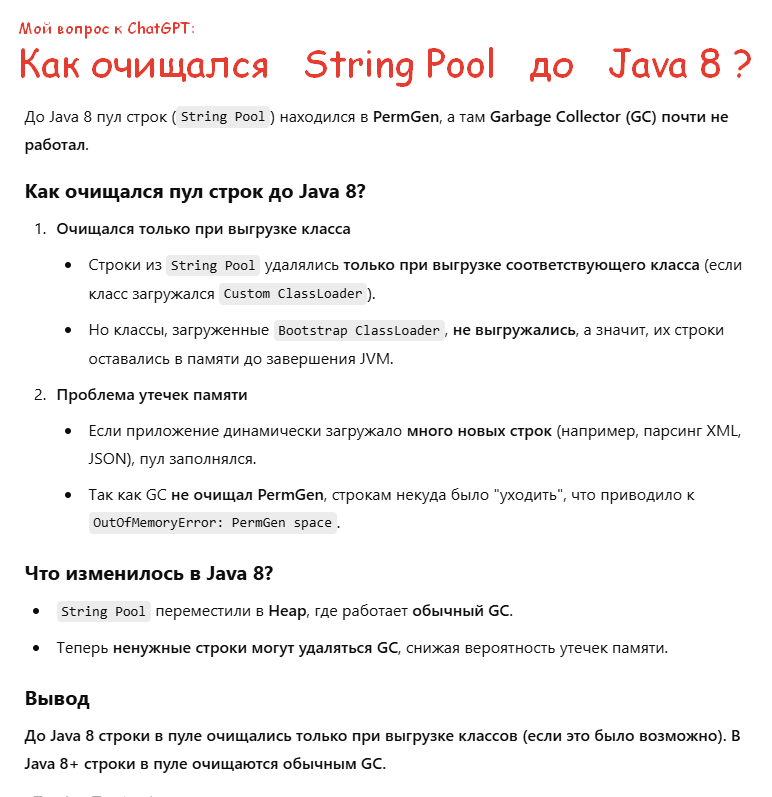 Мой вопрос к ChatGPT:
Как очищался String Pool до Java 8 ?
До Java 8 пул строк (String Pool) находился в PermGen, а там Garbage Collector (GC) почти не
работал.
Как очищался пул строк до Java 8?
1. Очищался только при выгрузке класса
• Строки из String Pool удалялись только при выгрузке соответствующего класса (если
класс загружался Custom ClassLoader).
• Но классы, загруженные Bootstrap ClassLoader, не выгружались, а значит, их строки
оставались в памяти до завершения JVM.
2. Проблема утечек памяти
• Если приложение динамически загружало много новых строк (например, парсинг XML,
JSON), пул заполнялся.
• Так как GC не очищал PermGen, строкам некуда было "уходить", что приводило к
OutOfMemoryError: PermGen space.
Что изменилось в Java 8?
• String Pool переместили в Heap, где работает обычный GC.
• Теперь ненужные строки могут удаляться GC, снижая вероятность утечек памяти.
Вывод
До Java 8 строки в пуле очищались только при выгрузке классов (если это было возможно). В
Java 8+ строки в пуле очищаются обычным GC.